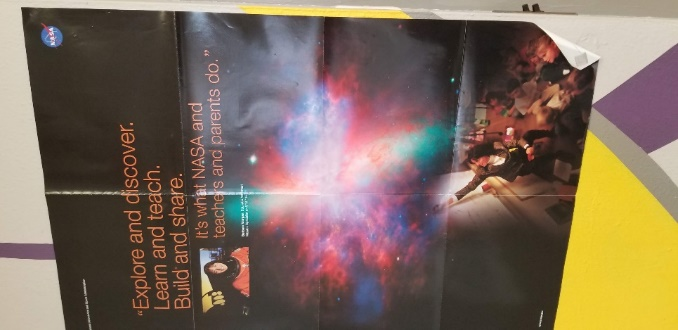 NASA
“Explore and discover.
Learn and teach.
Build and share.
It's what NASA and
teachers and parents do.”